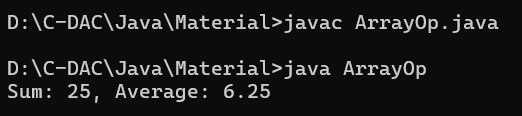 D:\C-DAC\Java\Material>javac ArrayOp.java
D:\C-DAC\Java\Material>java ArrayOp
Sum: 25, Average: 6.25